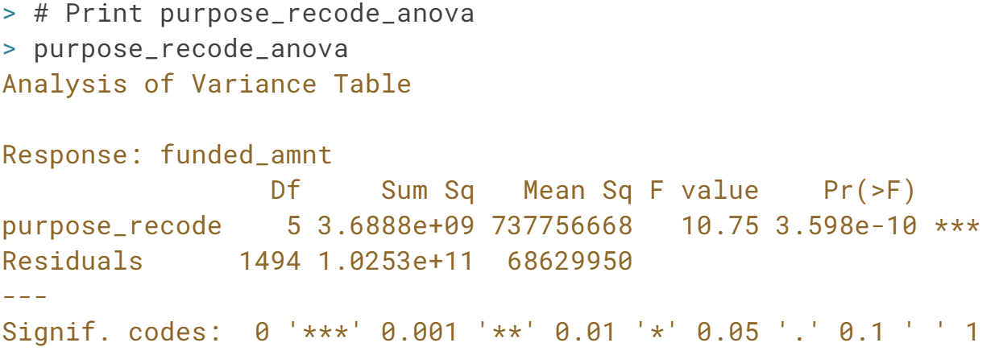 > # Print purpose_recode_anova
> purpose_recode_anova
Analysis of Variance Table
Response: funded_amnt
Df Sum Sq Mean Sq F value Pr(>F)
purpose_recode 5 3.6888e+09 737756668 10.75 3.598e-10 ***
Residuals 1494 1.0253e+11 68629950
---
Signif. codes: 0 '***' 0.001 '**' 0.01 '*' 0.05 '.' 0.1 ' ' 1